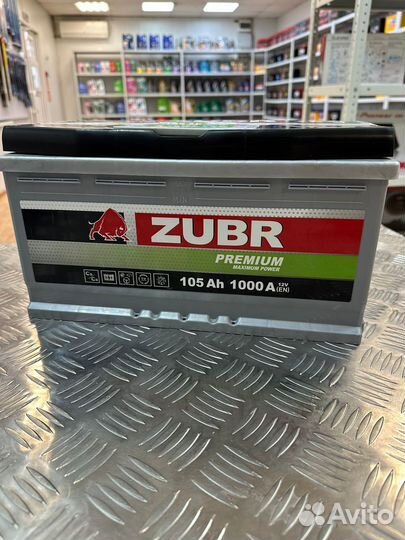 ZUBR
PREMIUM
MAXIMUM POWER
105 Ah 1000 A 12V (EN)
Avito